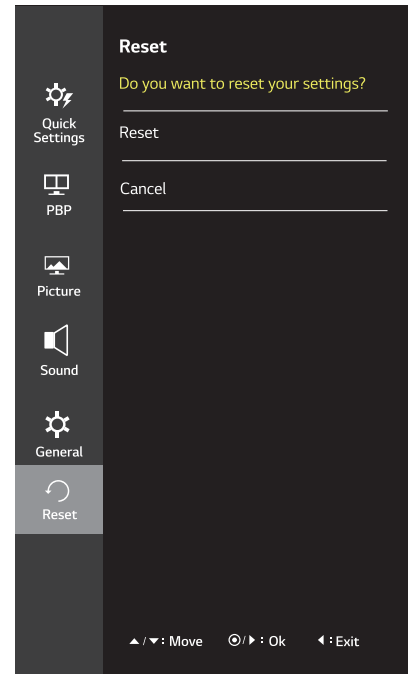 Reset
Do you want to reset your settings?
Reset
Cancel
Quick
Settings
PBP
Picture
Sound
General
Reset
▲/▼: Move ◉/▶: Ok ◀: Exit